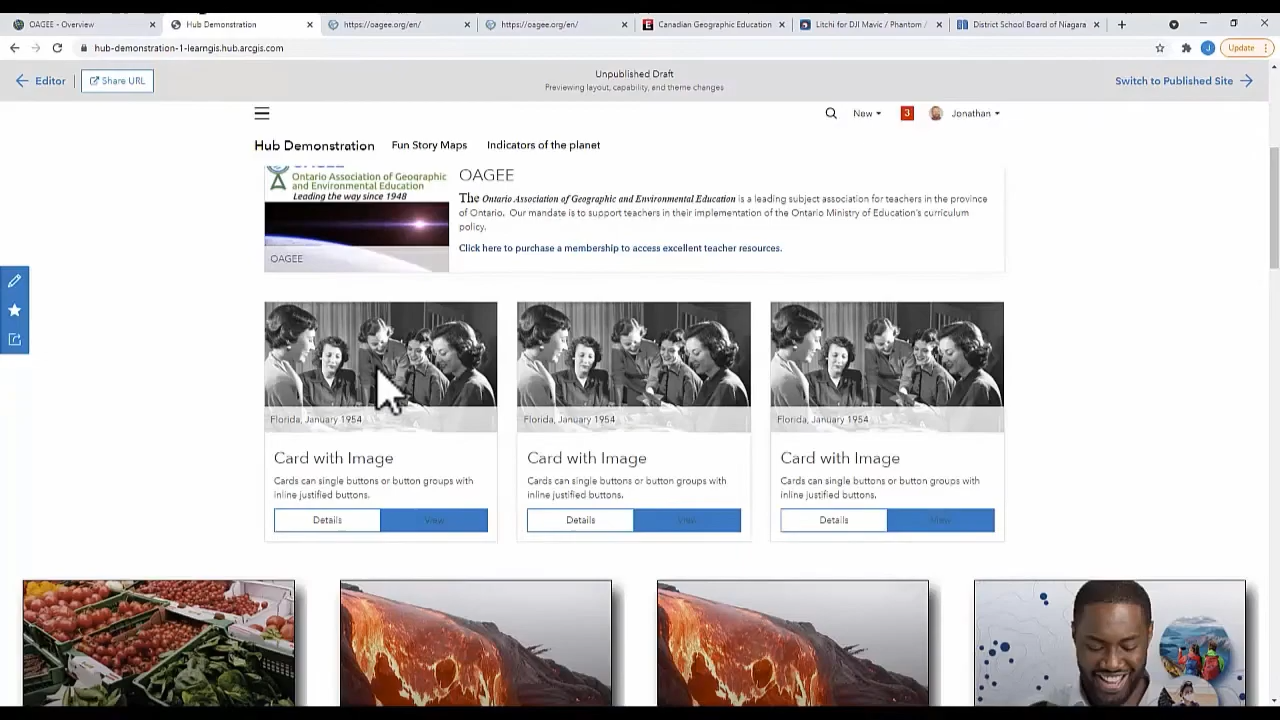 OAGEE - Overview
Hub Demonstration
https://oagee.org/en/
https://oagee.org/en/
Canadian Geographic Education
Litchi for DJI Mavic / Phantom /
District School Board of Niagara
hub-demonstration-1-learngis.hub.arcgis.com
J
Update
Editor
Share URL
Unpublished Draft
Previewing layout, capability, and theme changes
Switch to Published Site
New
3
Jonathan
Hub Demonstration
Fun Story Maps
Indicators of the planet
Ontario Association of Geographic
and Environmental Education
Leading the way since 1948
OAGEE
OAGEE
The Ontario Association of Geographic and Environmental Education is a leading subject association for teachers in the province
of Ontario. Our mandate is to support teachers in their implementation of the Ontario Ministry of Education's curriculum
policy.
Click here to purchase a membership to access excellent teacher resources.
Florida, January 1954
Card with Image
Cards can single buttons or button groups with
inline justified buttons.
Details
View
Florida, January 1954
Card with Image
Cards can single buttons or button groups with
inline justified buttons.
Details
View
Florida, January 1954
Card with Image
Cards can single buttons or button groups with
inline justified buttons.
Details
View